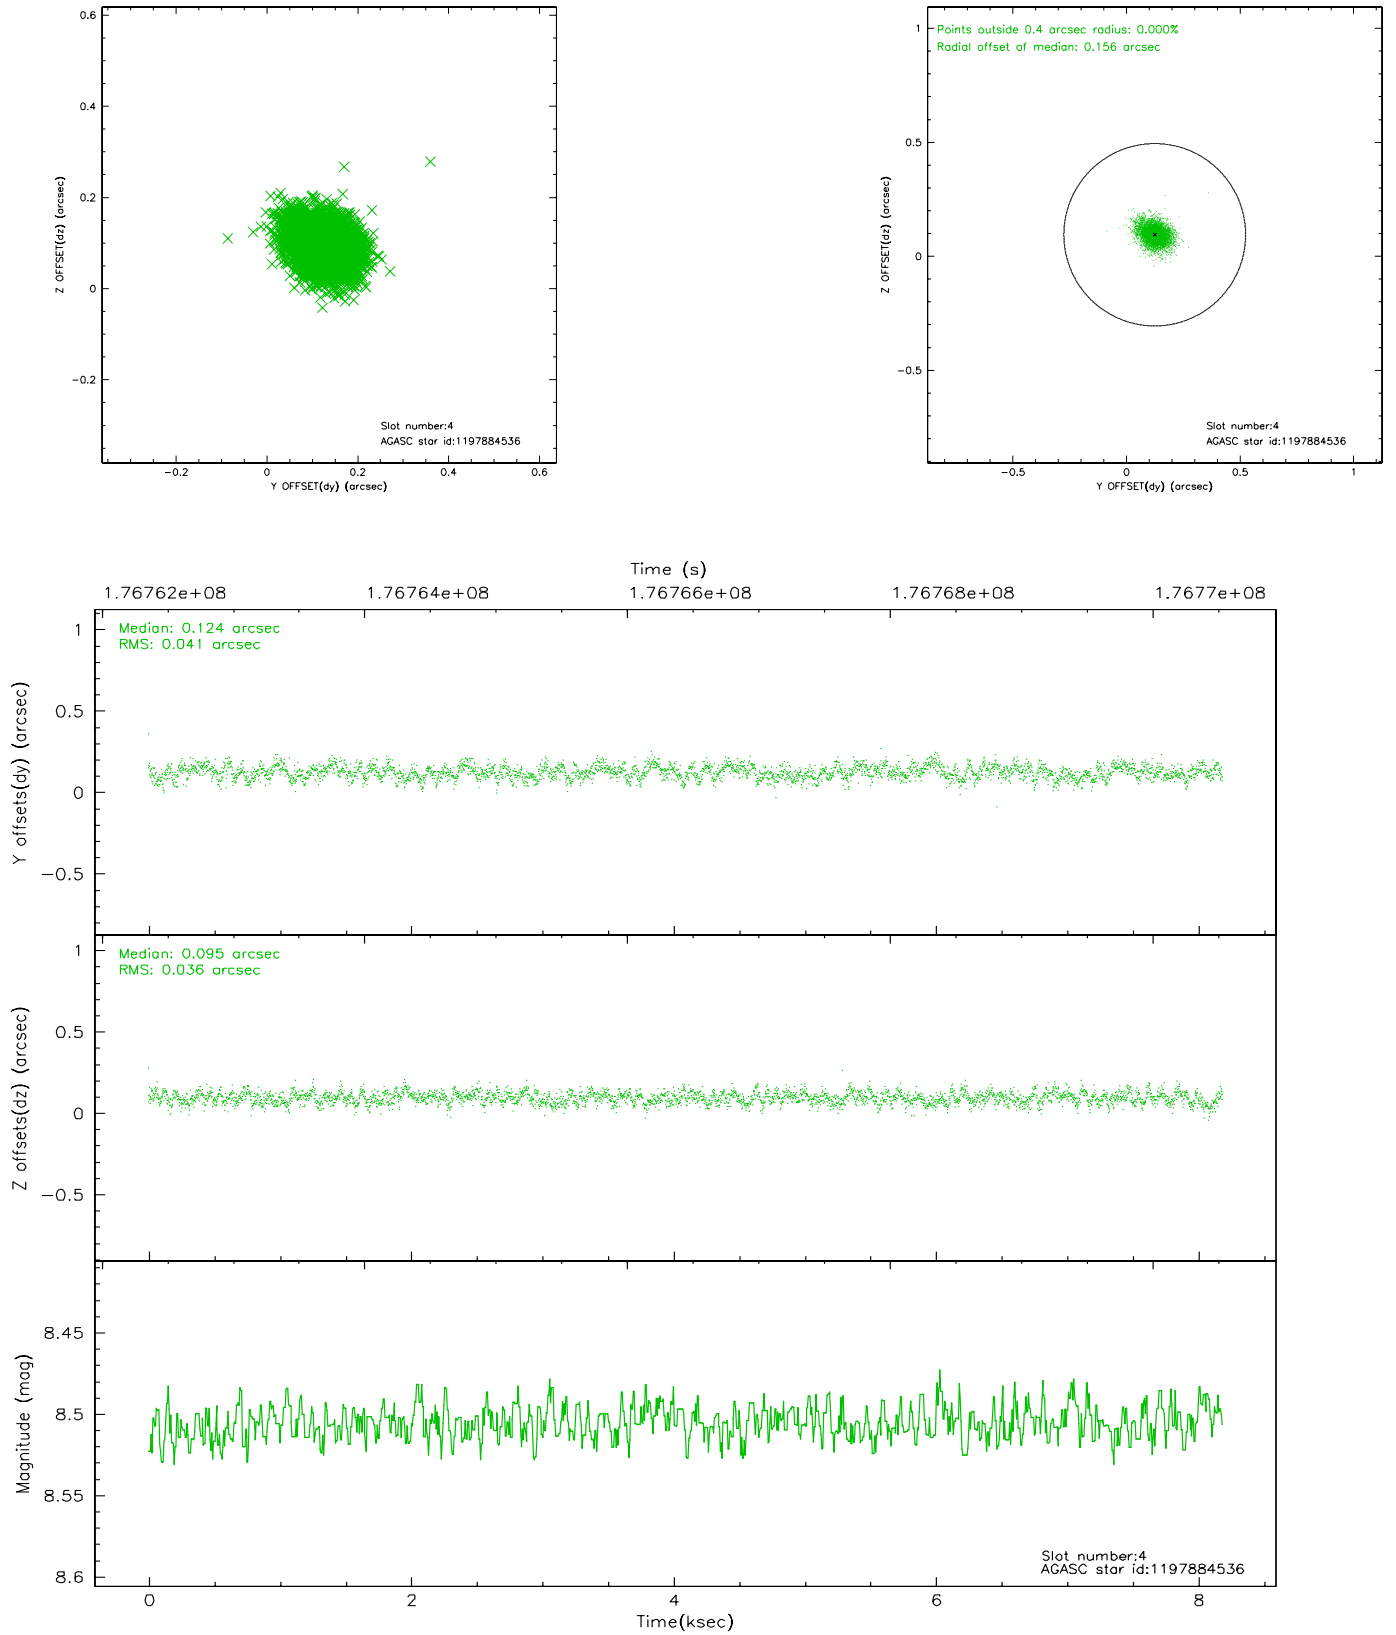 0.6
0.4
0.2
0
−0.2
Z OFFSET(dz) (arcsec)
Slot number:4
AGASC star id:1197884536
−0.2 0 0.2 0.4 0.6
Y OFFSET(dy) (arcsec)
Points outside 0.4 arcsec radius: 0.000%
Radial offset of median: 0.156 arcsec
1
0.5
0
−0.5
Z OFFSET(dz) (arcsec)
Slot number:4
AGASC star id:1197884536
−0.5 0 0.5 1
Y OFFSET(dy) (arcsec)
Time (s)
1.76762e+08 1.76764e+08 1.76766e+08 1.76768e+08 1.7677e+08
Median: 0.124 arcsec
RMS: 0.041 arcsec
1
0.5
0
−0.5
Y offsets(dy) (arcsec)
Median: 0.095 arcsec
RMS: 0.036 arcsec
1
0.5
0
−0.5
Z offsets(dz) (arcsec)
8.45
8.5
8.55
8.6
Magnitude (mag)
Slot number:4
AGASC star id:1197884536
0 2 4 6 8
Time(ksec)